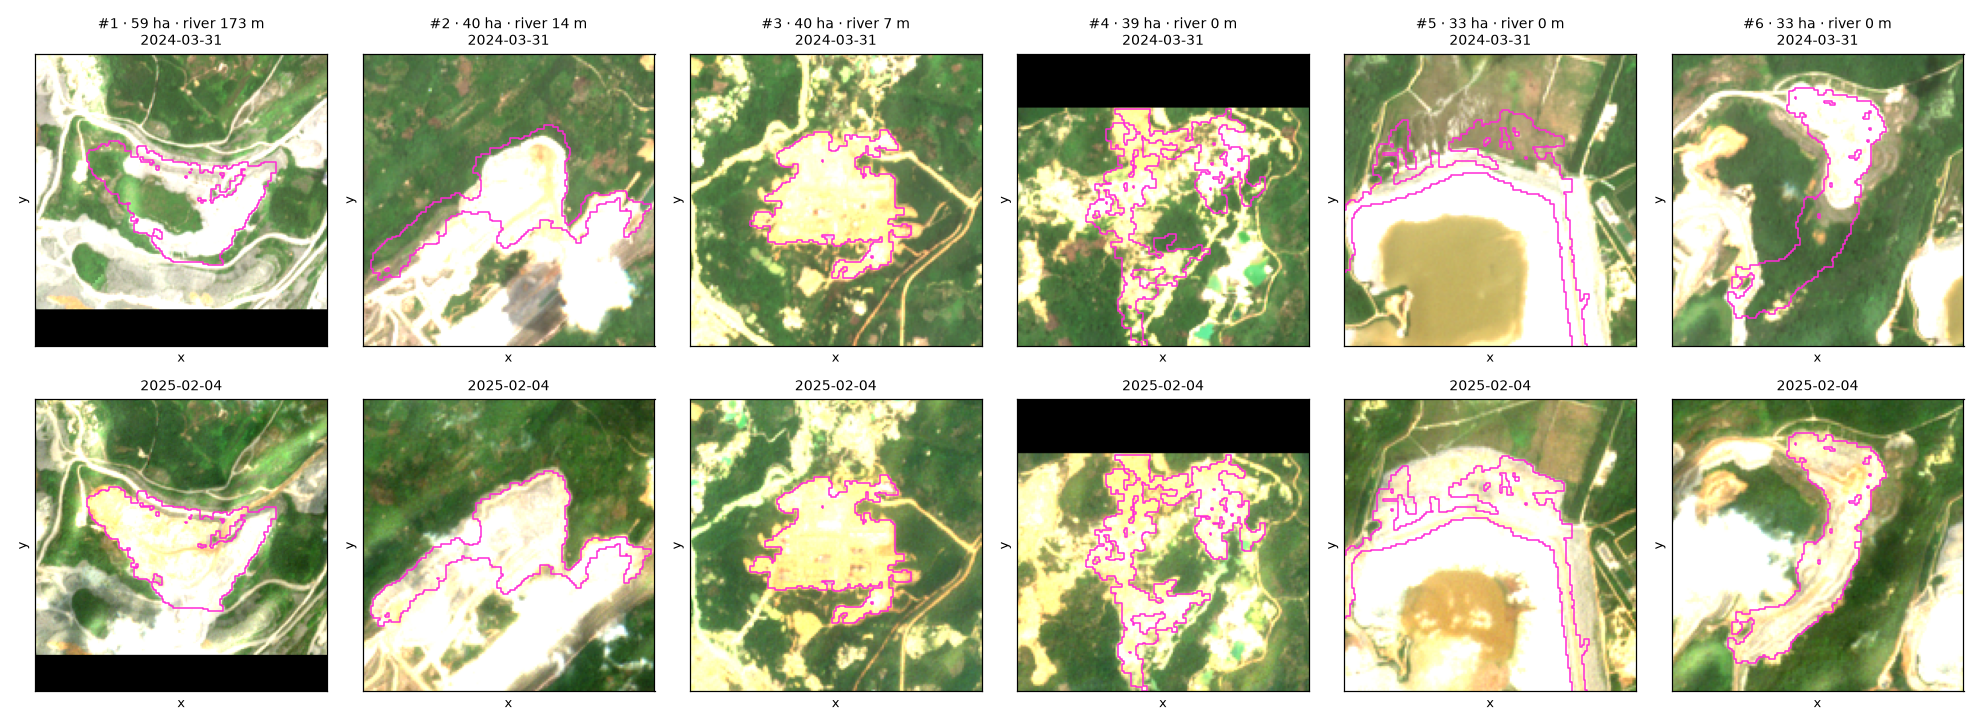 #1 · 59 ha · river 173 m
2024-03-31
#2 · 40 ha · river 14 m
2024-03-31
#3 · 40 ha · river 7 m
2024-03-31
#4 · 39 ha · river 0 m
2024-03-31
#5 · 33 ha · river 0 m
2024-03-31
#6 · 33 ha · river 0 m
2024-03-31
y
x
y
x
y
x
y
x
y
x
y
x
2025-02-04
2025-02-04
2025-02-04
2025-02-04
2025-02-04
2025-02-04
y
x
y
x
y
x
y
x
y
x
y
x